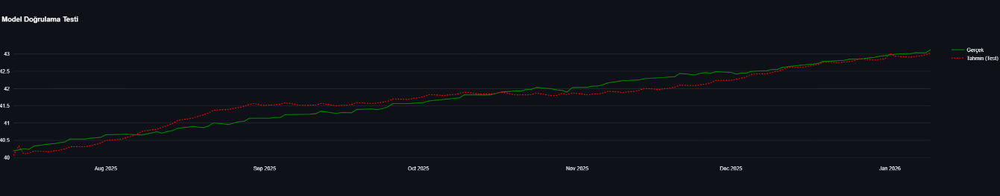 Model Doğrulama Testi
Gerçek
Tahmin (Test)
43
42.5
42
41.5
41
40.5
40
Aug 2025
Sep 2025
Oct 2025
Nov 2025
Dec 2025
Jan 2026